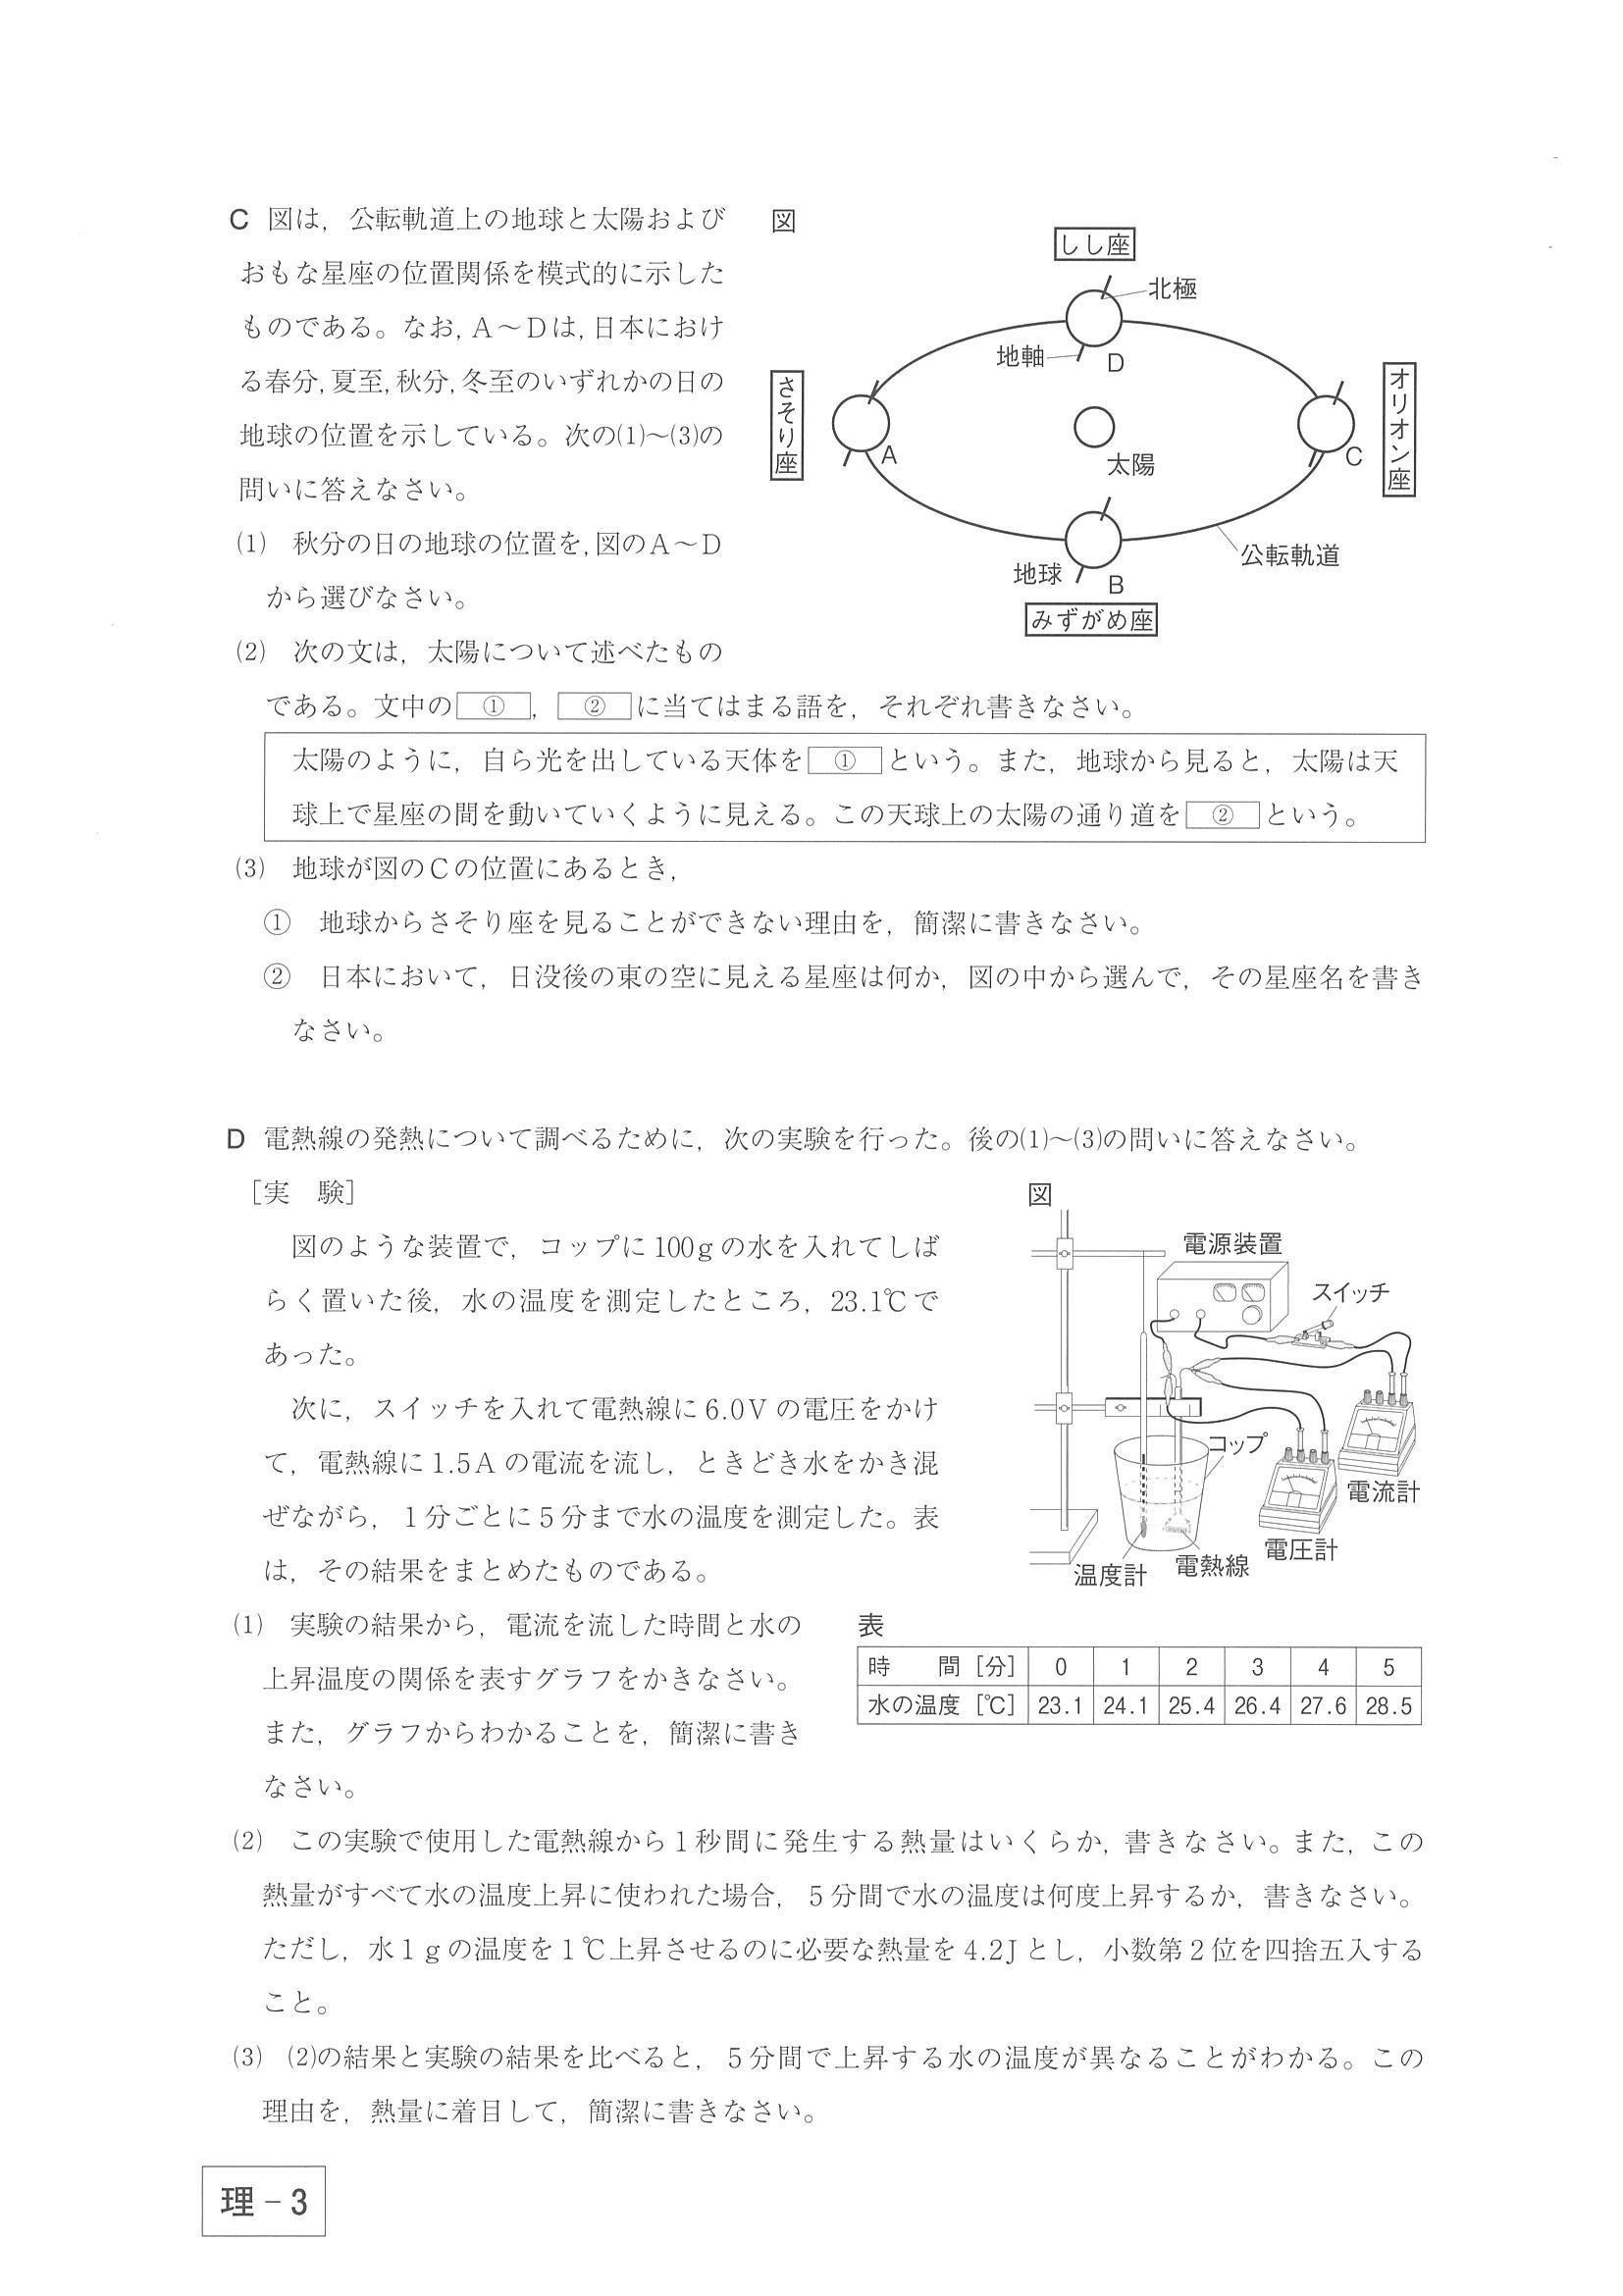 C 図は，公転軌道上の地球と太陽および
おもな星座の位置関係を模式的に示した
ものである。なお，A～Dは，日本におけ
る春分，夏至，秋分，冬至のいずれかの日の
地球の位置を示している。次の(1)～(3)の
問いに答えなさい。
図
しし座
北極
地軸
D
さそり座
A
太陽
オリオン座
C
公転軌道
地球
B
みずがめ座
(1) 秋分の日の地球の位置を，図のA～D
から選びなさい。
(2) 次の文は，太陽について述べたもの
である。文中の ① ， ② に当てはまる語を，それぞれ書きなさい。
太陽のように，自ら光を出している天体を ① という。また，地球から見ると，太陽は天
球上で星座の間を動いていくように見える。この天球上の太陽の通り道を ② という。
(3) 地球が図のCの位置にあるとき，
① 地球からさそり座を見ることができない理由を，簡潔に書きなさい。
② 日本において，日没後の東の空に見える星座は何か，図の中から選んで，その星座名を書き
なさい。
D 電熱線の発熱について調べるために，次の実験を行った。後の(1)～(3)の問いに答えなさい。
［実 験］
図のような装置で，コップに100gの水を入れてしば
らく置いた後，水の温度を測定したところ，23.1℃で
あった。
次に，スイッチを入れて電熱線に6.0Vの電圧をかけ
て，電熱線に1.5Aの電流を流し，ときどき水をかき混
ぜながら，1分ごとに5分まで水の温度を測定した。表
は，その結果をまとめたものである。
図
電源装置
スイッチ
コップ
電流計
電圧計
電熱線
温度計
(1) 実験の結果から，電流を流した時間と水の
上昇温度の関係を表すグラフをかきなさい。
また，グラフからわかることを，簡潔に書き
なさい。
表
時 間［分］ 0 1 2 3 4 5
水の温度［℃］ 23.1 24.1 25.4 26.4 27.6 28.5
(2) この実験で使用した電熱線から1秒間に発生する熱量はいくらか，書きなさい。また，この
熱量がすべて水の温度上昇に使われた場合，5分間で水の温度は何度上昇するか，書きなさい。
ただし，水1gの温度を1℃上昇させるのに必要な熱量を4.2Jとし，小数第2位を四捨五入する
こと。
(3) (2)の結果と実験の結果を比べると，5分間で上昇する水の温度が異なることがわかる。この
理由を，熱量に着目して，簡潔に書きなさい。
理－3